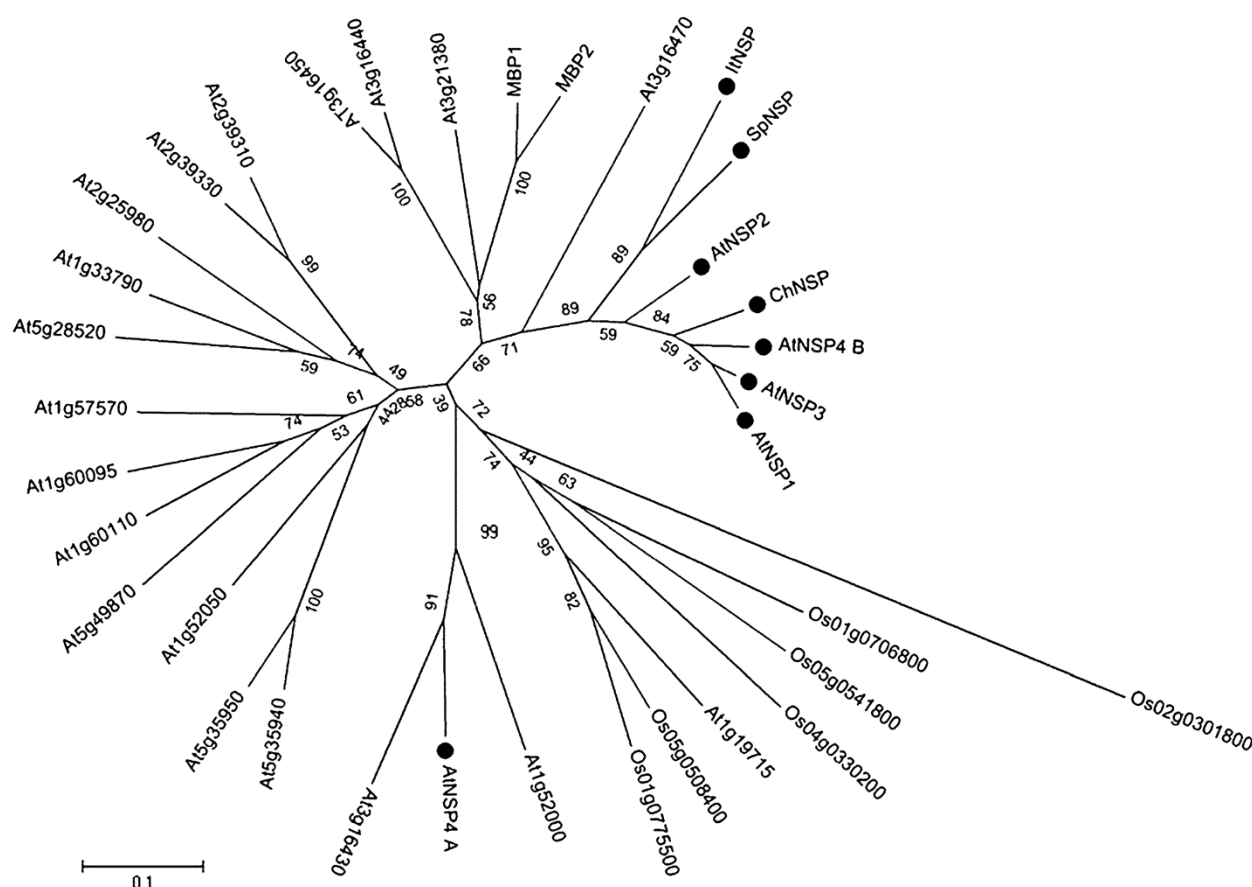 At3g16440
AT3g16450
At3g21380
MBP1
MBP2
At3g16470
ItNSP
SpNSP
AtNSP2
ChNSP
AtNSP4 B
AtNSP3
AtNSP1
At2g39310
At2g39330
At2g25980
At1g33790
At5g28520
At1g57570
At1g60095
At1g60110
At5g49870
At1g52050
At5g35950
At5g35940
At3g16430
AtNSP4 A
At1g52000
Os01g0775500
Os05g0508400
At1g19715
Os04g0330200
Os05g0541800
Os01g0706800
Os02g0301800
100
100
99
56
78
89
89
59
84
59
75
71
66
74
49
59
61
74
53
58
39
72
44
63
74
99
95
82
91
100
0.1